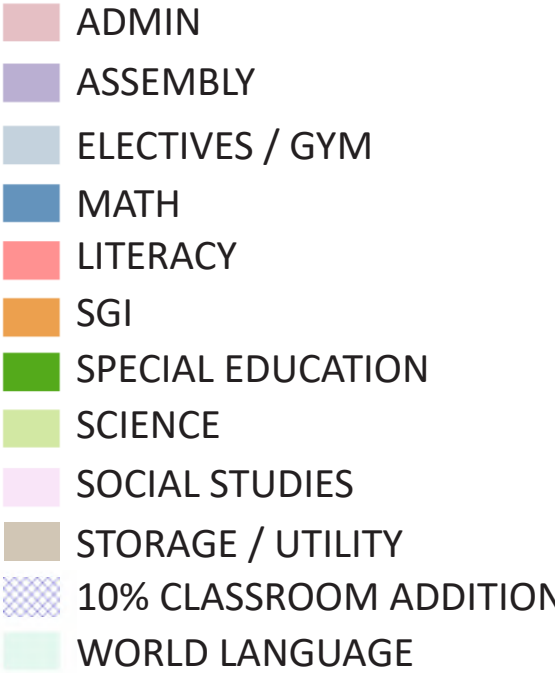 ADMIN
ASSEMBLY
ELECTIVES / GYM
MATH
LITERACY
SGI
SPECIAL EDUCATION
SCIENCE
SOCIAL STUDIES
STORAGE / UTILITY
10% CLASSROOM ADDITION
WORLD LANGUAGE